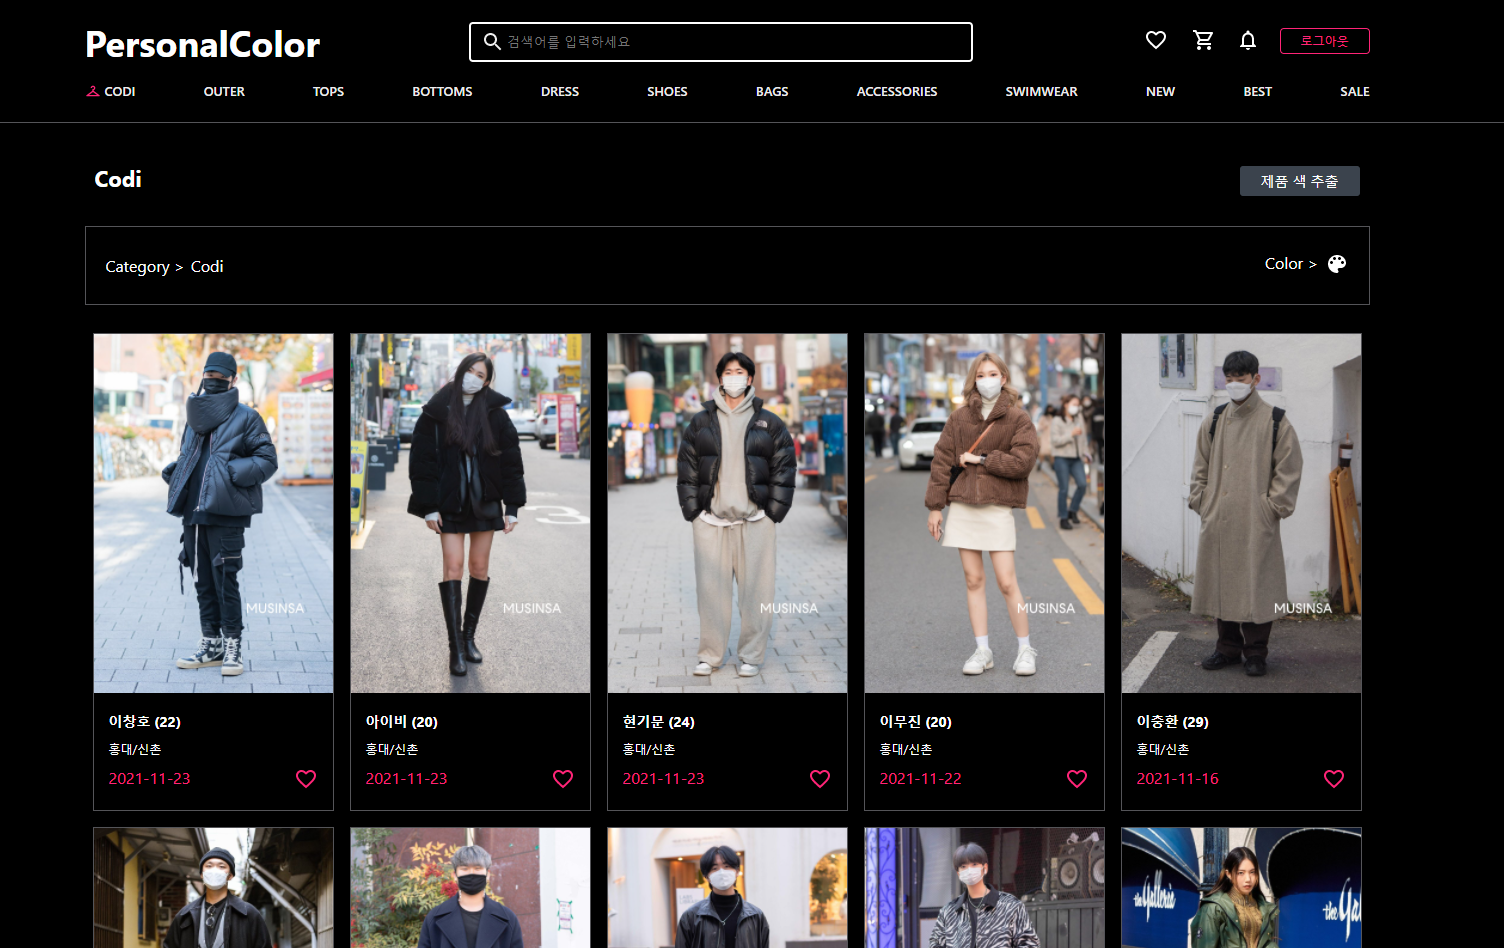 PersonalColor
검색어를 입력하세요
로그아웃
CODI OUTER TOPS BOTTOMS DRESS SHOES BAGS ACCESSORIES SWIMWEAR NEW BEST SALE
Codi
제품 색 추출
Category > Codi
Color >
MUSINSA MUSINSA MUSINSA MUSINSA MUSINSA
이창호 (22) 아이비 (20) 현기문 (24) 이무진 (20) 이충환 (29)
홍대/신촌 홍대/신촌 홍대/신촌 홍대/신촌 홍대/신촌
2021-11-23 2021-11-23 2021-11-23 2021-11-22 2021-11-16
the Galleria
the